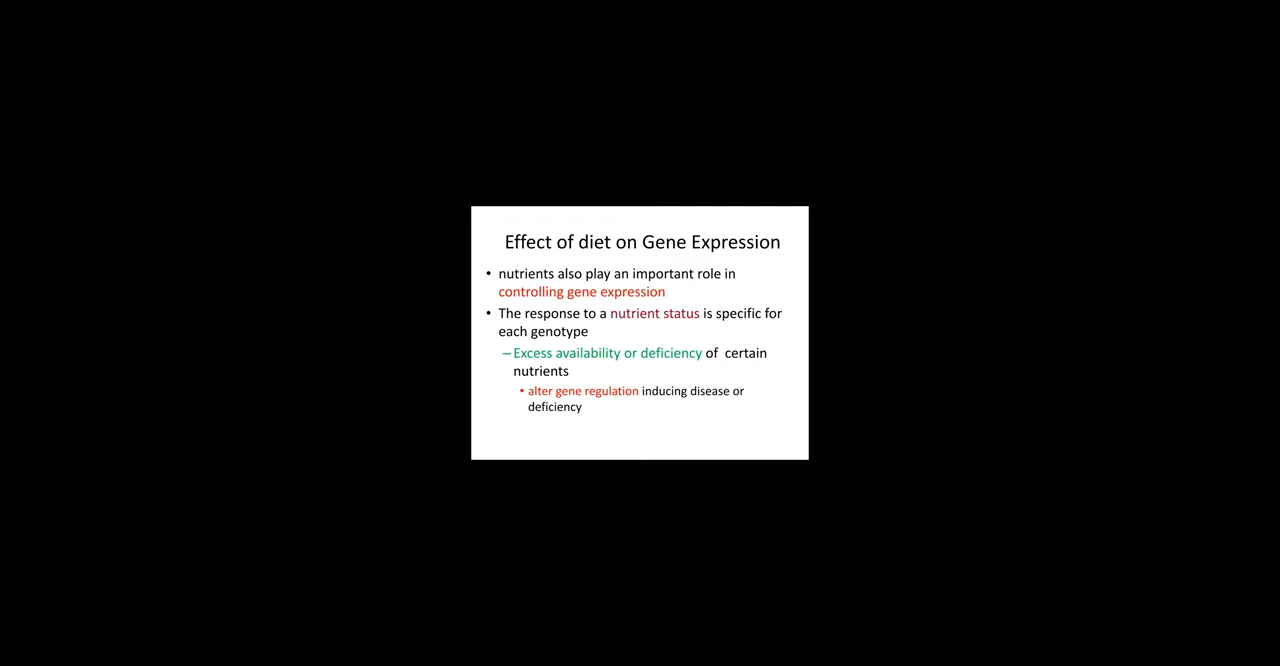 Effect of diet on Gene Expression
• nutrients also play an important role in
controlling gene expression
• The response to a nutrient status is specific for
each genotype
–Excess availability or deficiency of  certain
nutrients
• alter gene regulation inducing disease or
deficiency